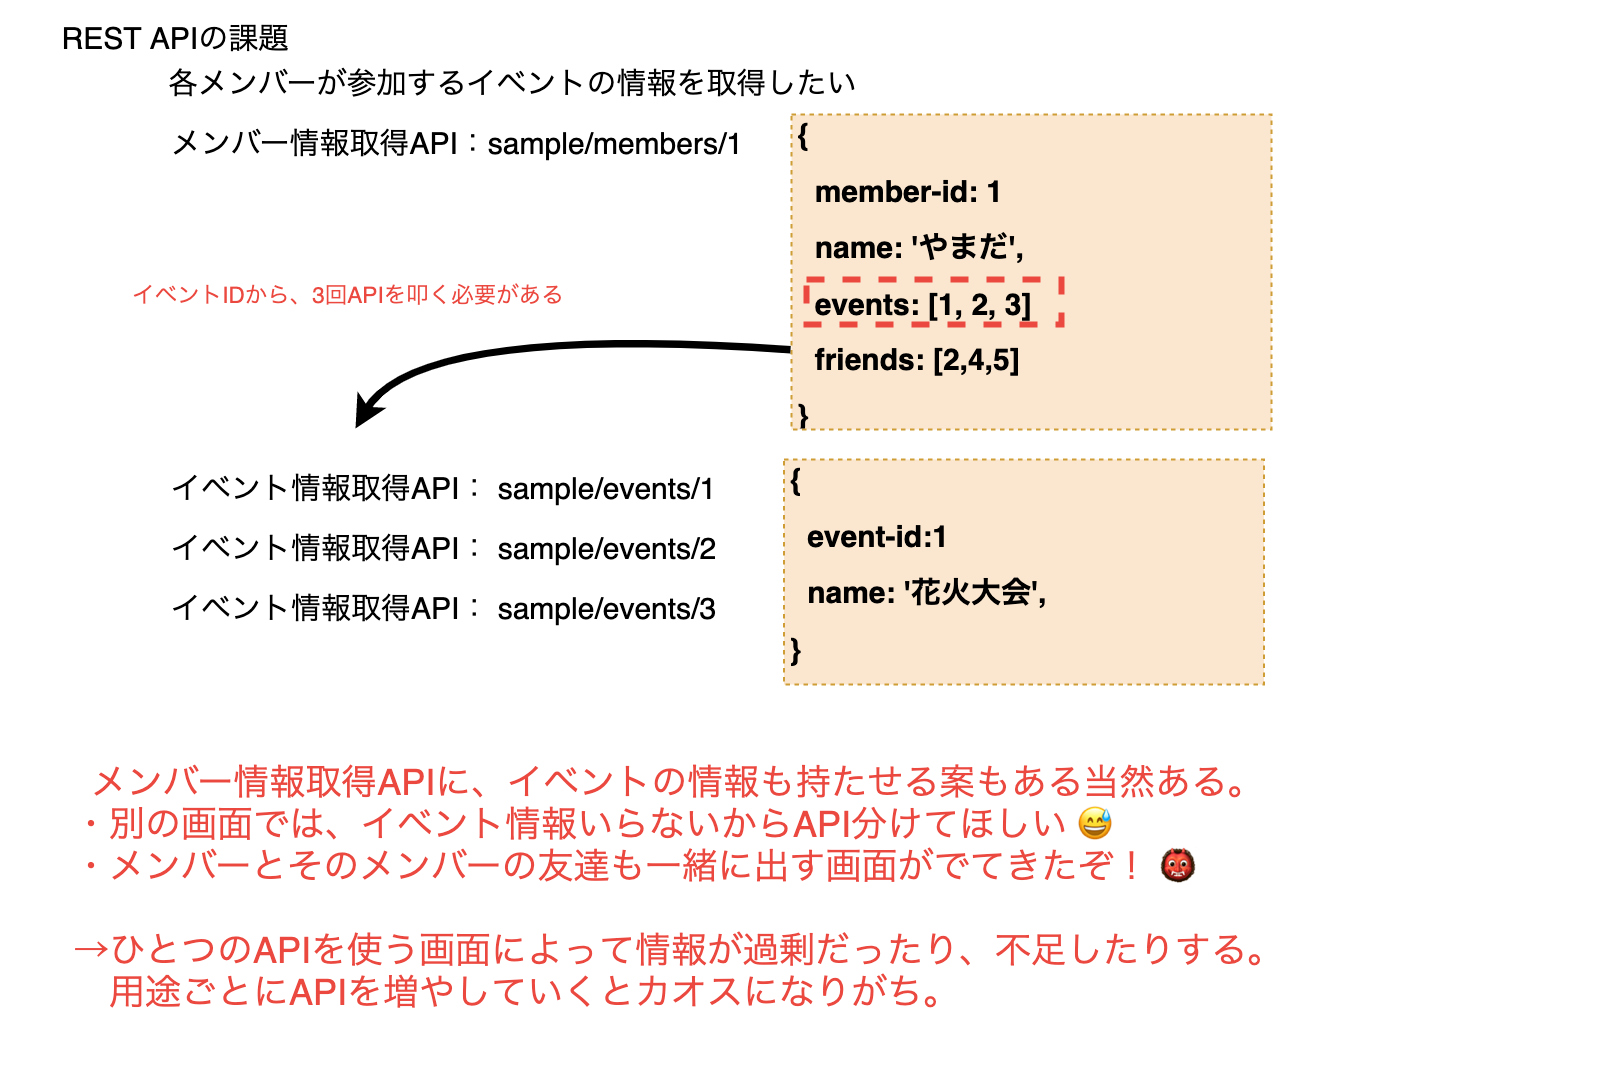 REST APIの課題
各メンバーが参加するイベントの情報を取得したい
メンバー情報取得API：sample/members/1
{
member-id: 1
name: 'やまだ',
events: [1, 2, 3]
friends: [2,4,5]
}
イベントIDから、3回APIを叩く必要がある
イベント情報取得API： sample/events/1
イベント情報取得API： sample/events/2
イベント情報取得API： sample/events/3
{
event-id:1
name: '花火大会',
}
メンバー情報取得APIに、イベントの情報も持たせる案もある当然ある。
・別の画面では、イベント情報いらないからAPI分けてほしい 😅
・メンバーとそのメンバーの友達も一緒に出す画面がでてきたぞ！ 👹
→ひとつのAPIを使う画面によって情報が過剰だったり、不足したりする。
用途ごとにAPIを増やしていくとカオスになりがち。